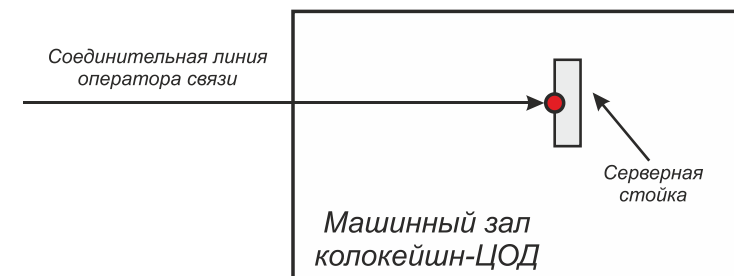 Соединительная линия
оператора связи
Серверная
стойка
Машинный зал
колокейшн-ЦОД